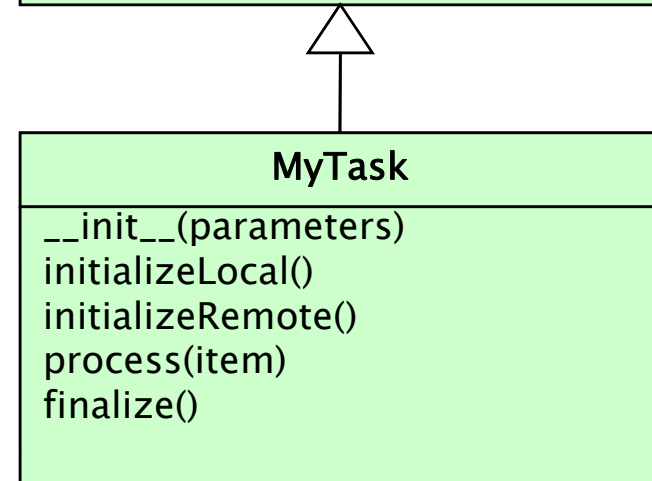 MyTask
__init__(parameters)
initializeLocal()
initializeRemote()
process(item)
finalize()